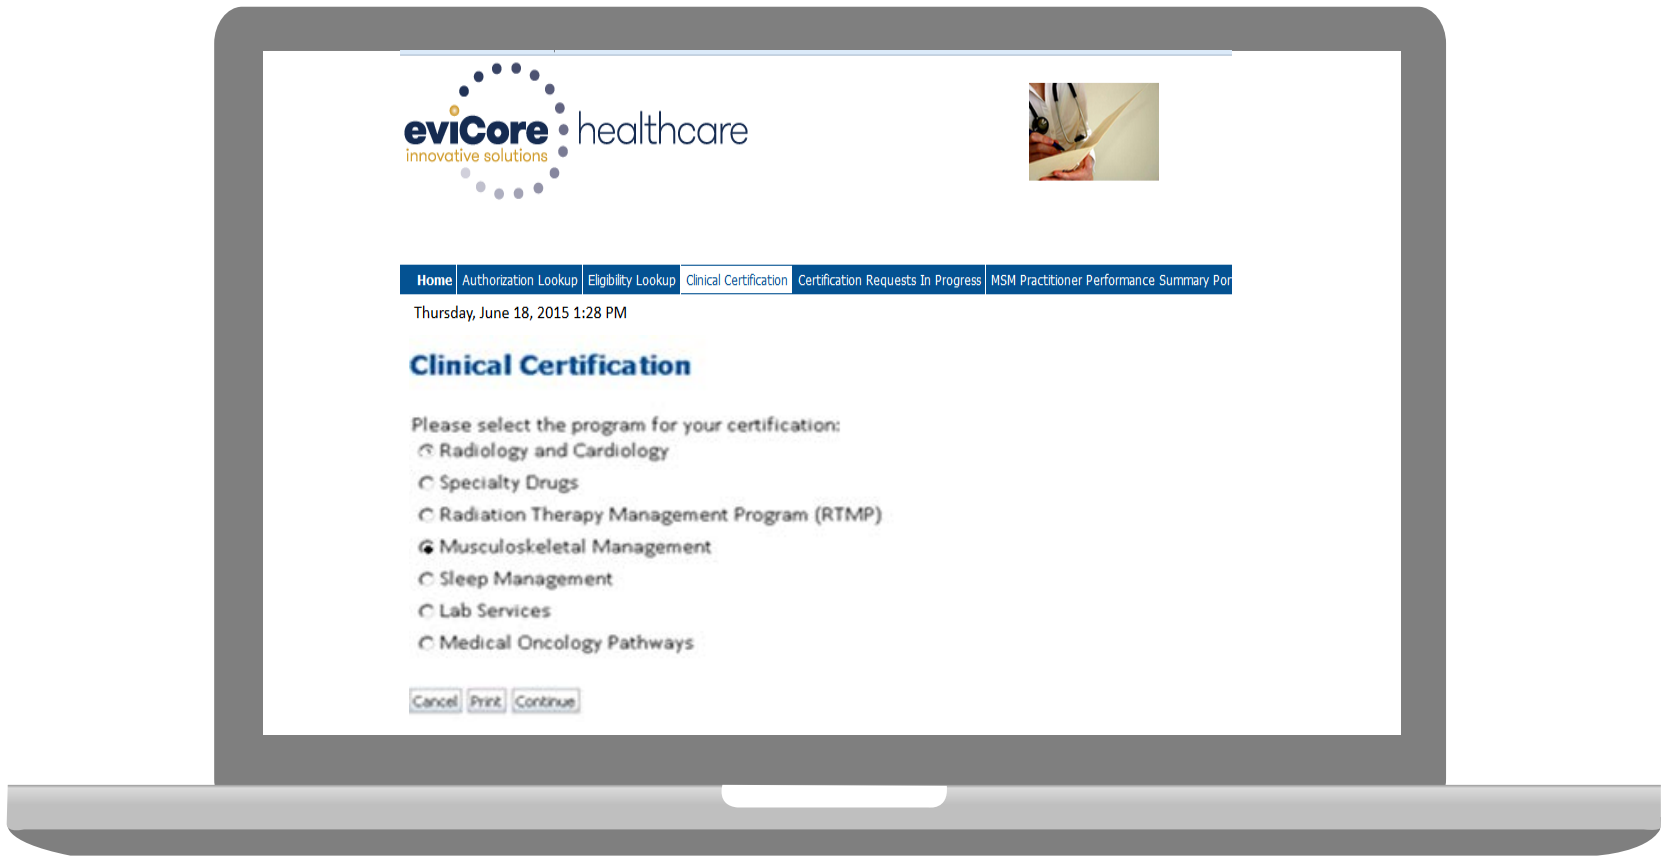 eviCore healthcare
innovative solutions
Home Authorization Lookup Eligibility Lookup Clinical Certification Certification Requests In Progress MSM Practitioner Performance Summary Por
Thursday, June 18, 2015 1:28 PM
Clinical Certification
Please select the program for your certification:
Radiology and Cardiology
Specialty Drugs
Radiation Therapy Management Program (RTMP)
Musculoskeletal Management
Sleep Management
Lab Services
Medical Oncology Pathways
Cancel Print Continue